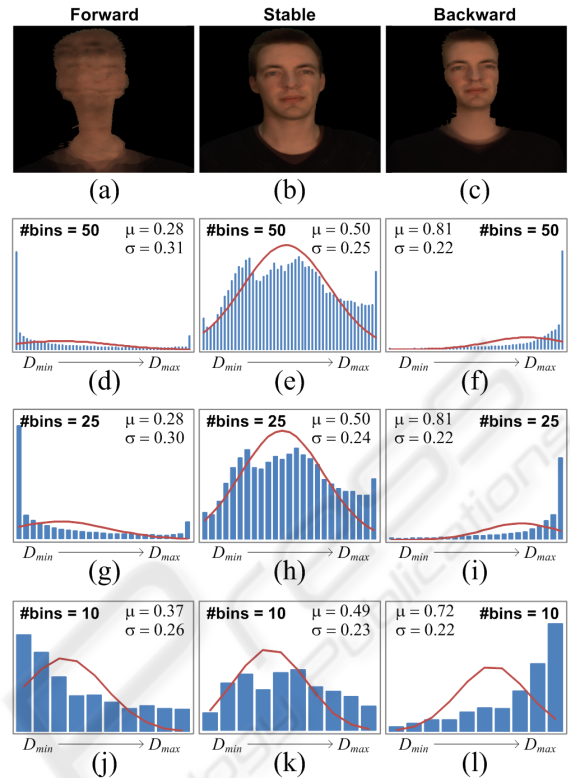 Forward Stable Backward
(a) (b) (c)
#bins = 50 μ = 0.28 σ = 0.31
#bins = 50 μ = 0.50 σ = 0.25
μ = 0.81 σ = 0.22 #bins = 50
Dmin Dmax Dmin Dmax Dmin Dmax
(d) (e) (f)
#bins = 25 μ = 0.28 σ = 0.30
#bins = 25 μ = 0.50 σ = 0.24
μ = 0.81 σ = 0.22 #bins = 25
Dmin Dmax Dmin Dmax Dmin Dmax
(g) (h) (i)
#bins = 10 μ = 0.37 σ = 0.26
#bins = 10 μ = 0.49 σ = 0.23
μ = 0.72 σ = 0.22 #bins = 10
Dmin Dmax Dmin Dmax Dmin Dmax
(j) (k) (l)
Press
Publications